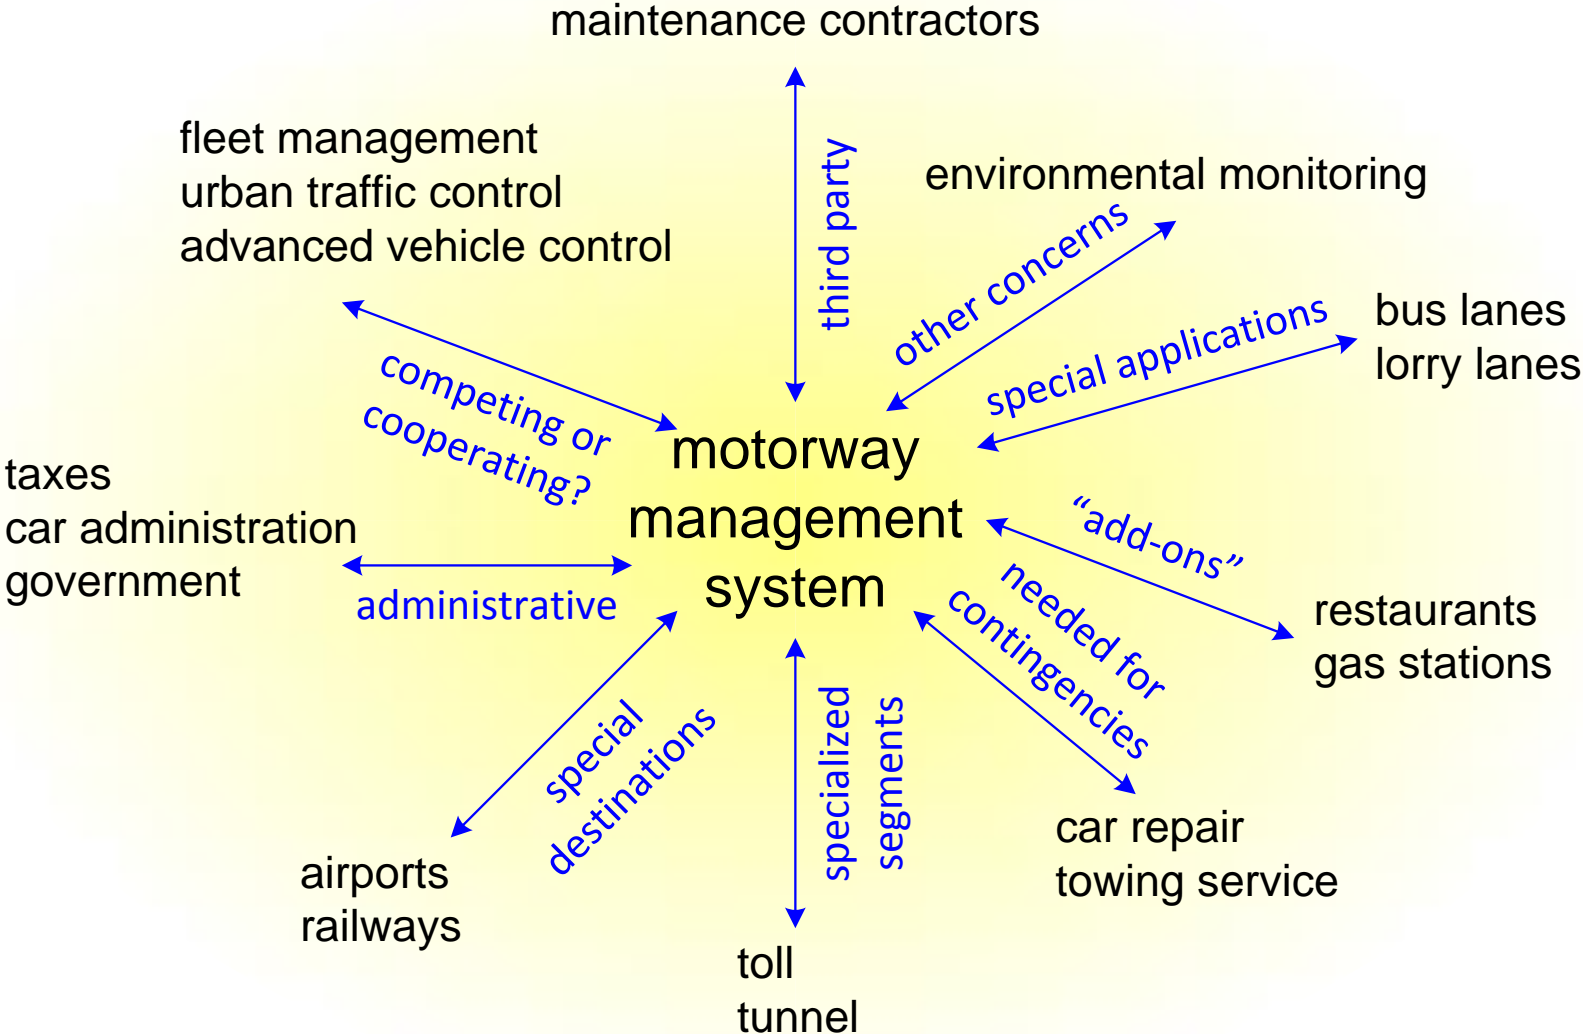 maintenance contractors
fleet management
urban traffic control
advanced vehicle control
third party
environmental monitoring
other concerns
bus lanes
lorry lanes
special applications
competing or
cooperating?
motorway
management
system
taxes
car administration
government
administrative
“add-ons”
restaurants
gas stations
needed for
contingencies
car repair
towing service
special
destinations
airports
railways
specialized
segments
toll
tunnel